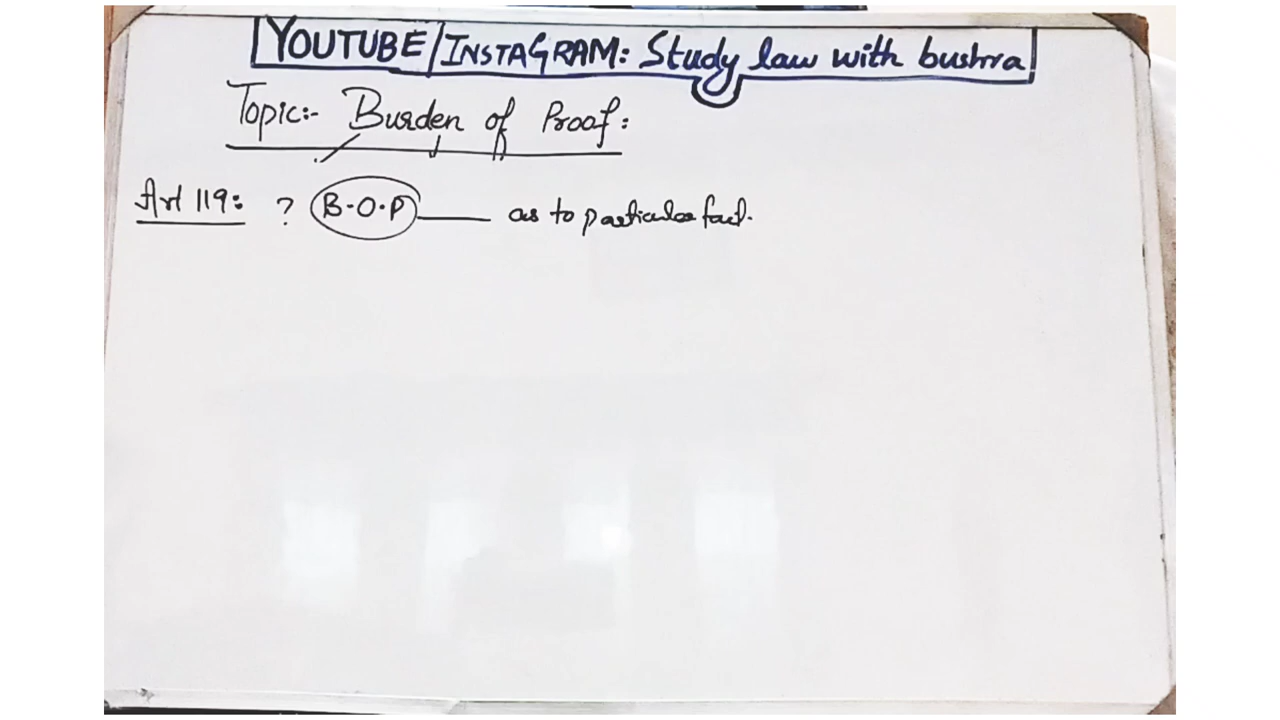 YOUTUBE/INSTAGRAM: Study law with bushra
Topic:- Burden of Proof:
Art 119: ? B.O.P —— as to particular fact.